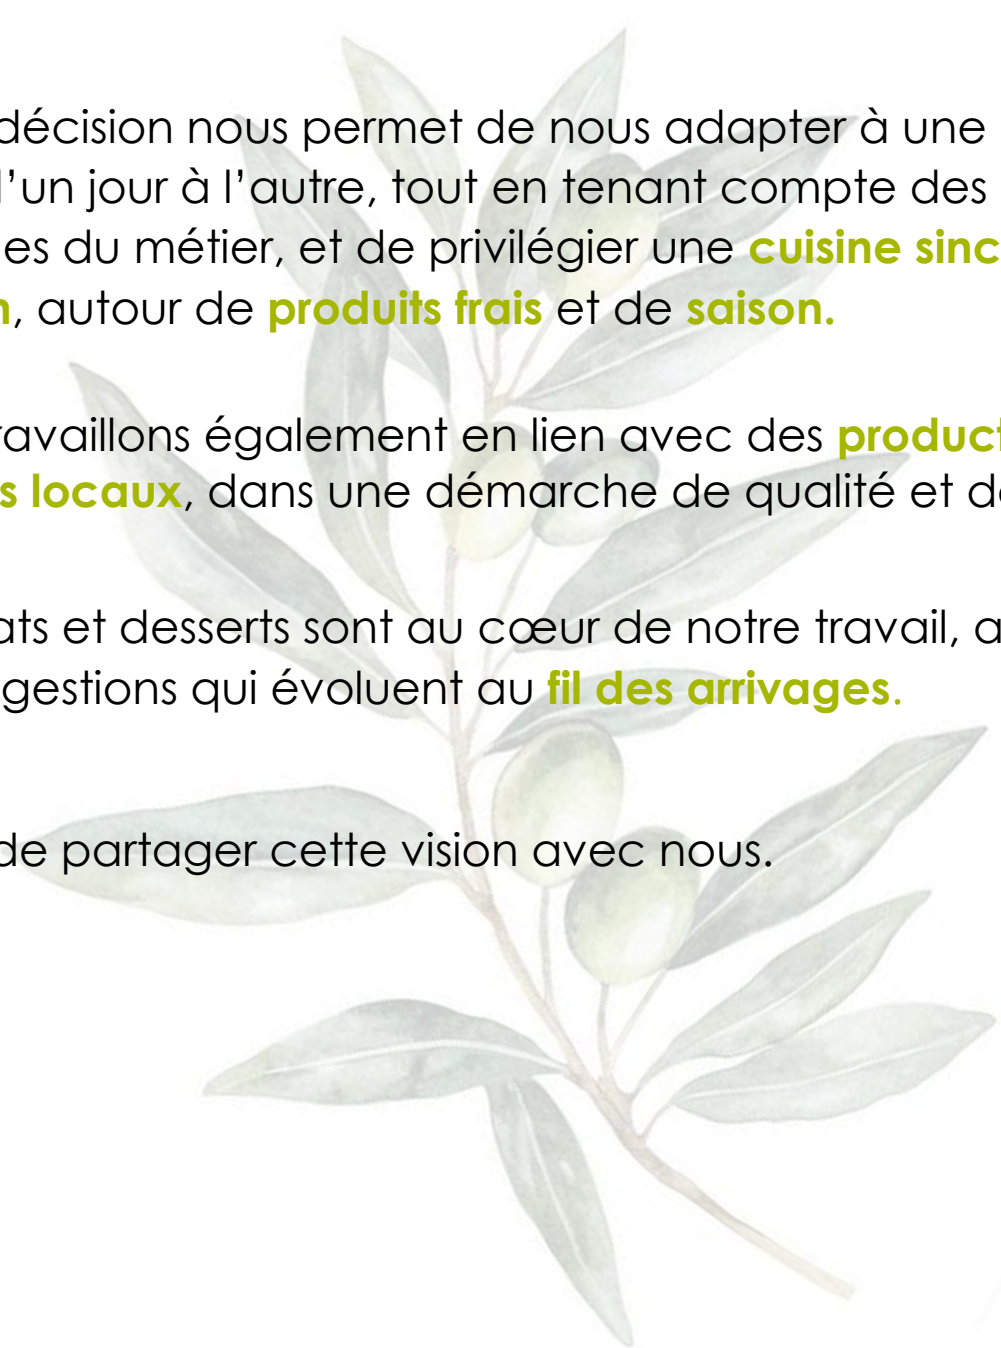 décision nous permet de nous adapter à une
l'un jour à l'autre, tout en tenant compte des
es du métier, et de privilégier une cuisine sinc
, autour de produits frais et de saison.
ravaillons également en lien avec des product
s locaux, dans une démarche de qualité et d
ats et desserts sont au cœur de notre travail, a
gestions qui évoluent au fil des arrivages.
de partager cette vision avec nous.